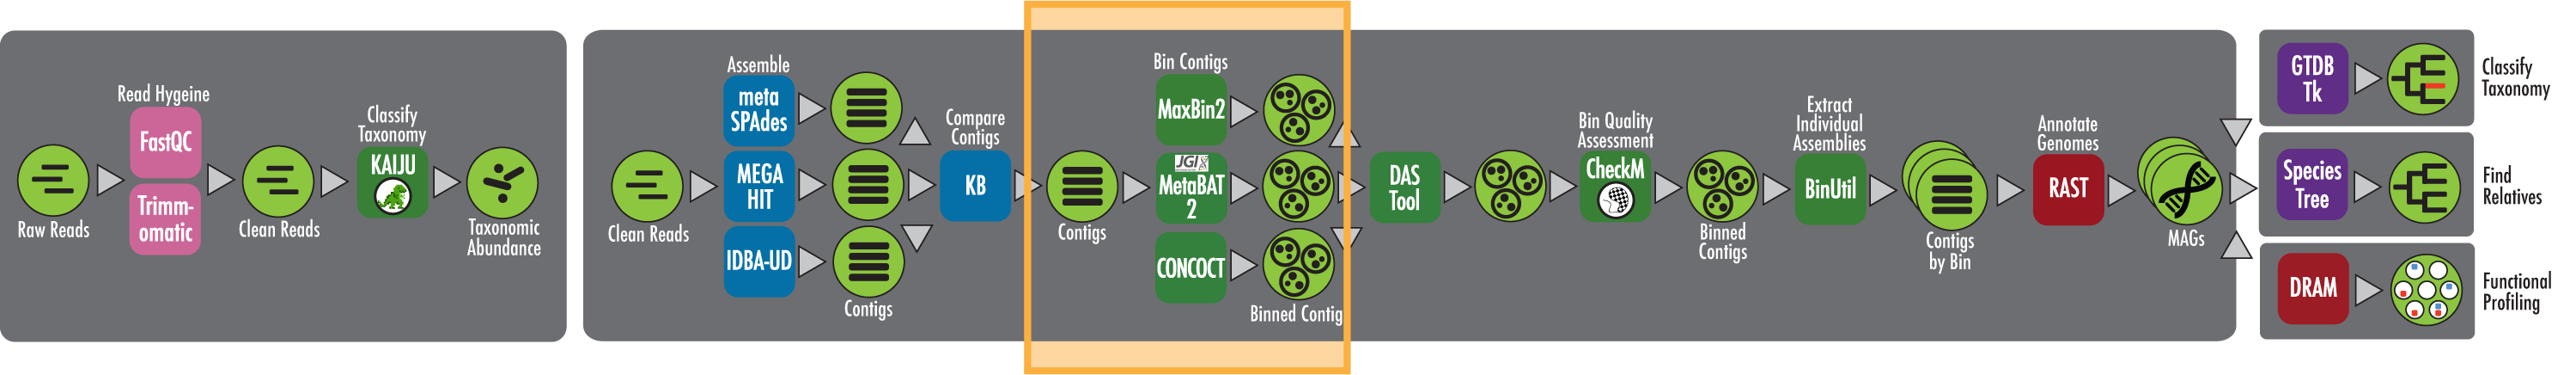 Raw Reads
Read Hygeine
FastQC
Trimm-
omatic
Clean Reads
Classify
Taxonomy
KAIJU
Taxonomic
Abundance
Clean Reads
Assemble
meta
SPAdes
MEGA
HIT
IDBA-UD
Contigs
Compare
Contigs
KB
Contigs
Bin Contigs
MaxBin2
JGI
MetaBAT
2
CONCOCT
Binned Contig
DAS
Tool
Bin Quality
Assessment
CheckM
Binned
Contigs
Extract
Individual
Assemblies
BinUtil
Contigs
by Bin
Annotate
Genomes
RAST
MAGs
GTDB
Tk
Classify
Taxonomy
Species
Tree
Find
Relatives
DRAM
Functional
Profiling